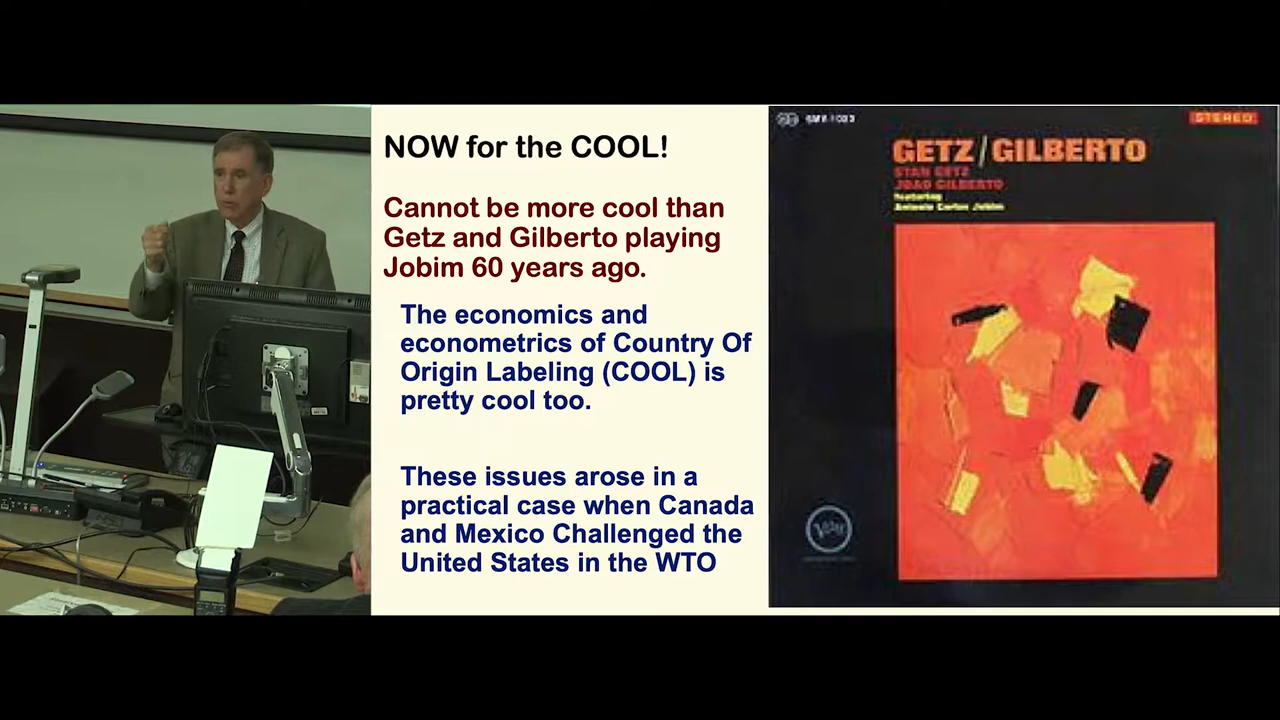 NOW for the COOL!
Cannot be more cool than
Getz and Gilberto playing
Jobim 60 years ago.
The economics and
econometrics of Country Of
Origin Labeling (COOL) is
pretty cool too.
These issues arose in a
practical case when Canada
and Mexico Challenged the
United States in the WTO
STEREO
GETZ/GILBERTO
STAN GETZ
JOAO GILBERTO
featuring
Antonio Carlos Jobim
Verve